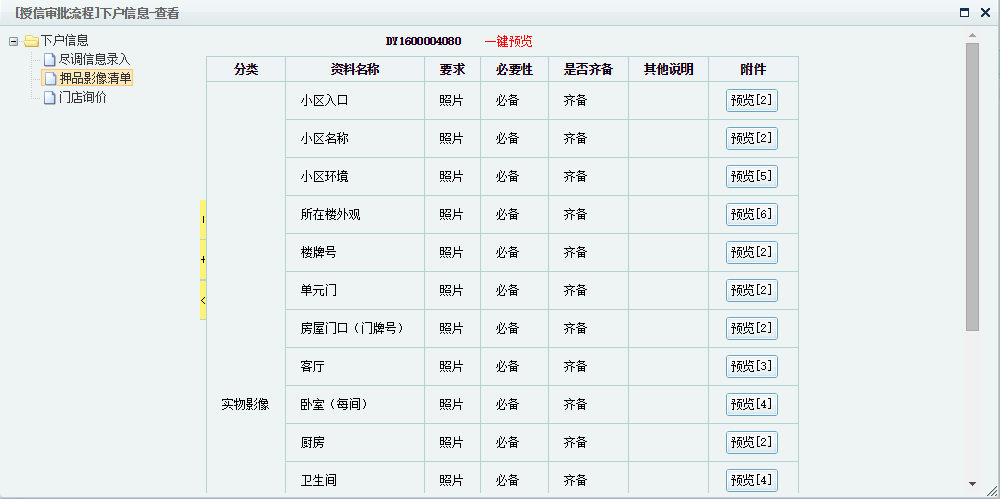 [授信审批流程]下户信息-查看
下户信息
尽调信息录入
押品影像清单
门店询价
DY1600004080 一键预览
分类 资料名称 要求 必要性 是否齐备 其他说明 附件
小区入口 照片 必备 齐备 预览[2]
小区名称 照片 必备 齐备 预览[2]
小区环境 照片 必备 齐备 预览[5]
所在楼外观 照片 必备 齐备 预览[6]
楼牌号 照片 必备 齐备 预览[2]
单元门 照片 必备 齐备 预览[2]
房屋门口（门牌号） 照片 必备 齐备 预览[2]
客厅 照片 必备 齐备 预览[3]
实物影像 卧室（每间） 照片 必备 齐备 预览[4]
厨房 照片 必备 齐备 预览[2]
卫生间 照片 必备 齐备 预览[4]